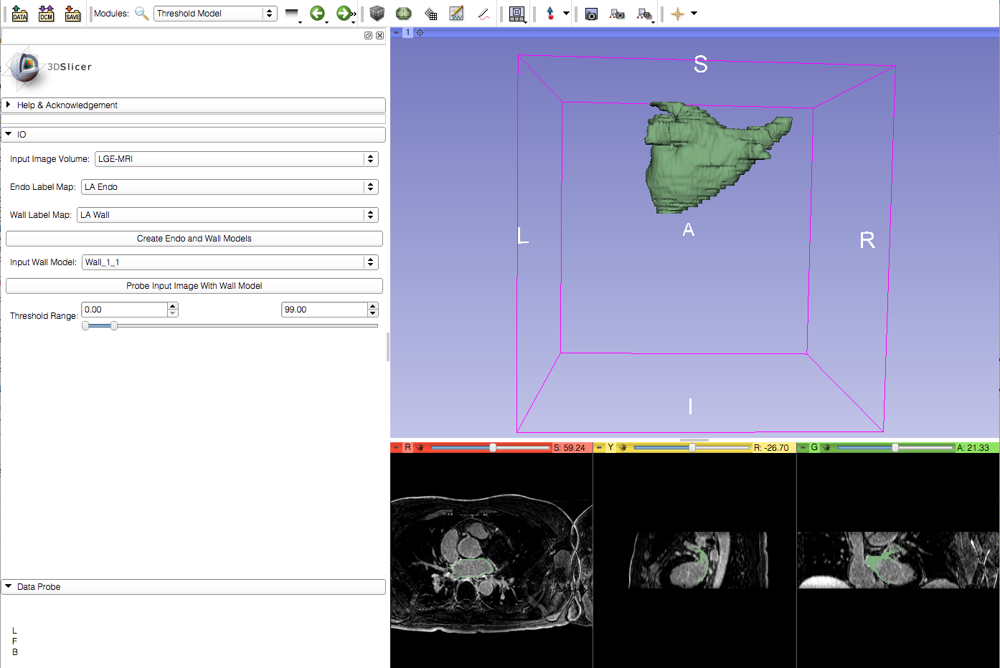 DATA DCM SAVE Modules: Threshold Model
1
3DSlicer
Help & Acknowledgement
IO
Input Image Volume: LGE-MRI
Endo Label Map: LA Endo
Wall Label Map: LA Wall
Create Endo and Wall Models
Input Wall Model: Wall_1_1
Probe Input Image With Wall Model
Threshold Range: 0.00 99.00
Data Probe
L
F
B
S
L
A
R
I
R S: 59.24
Y R: -26.70
G A: 21.33